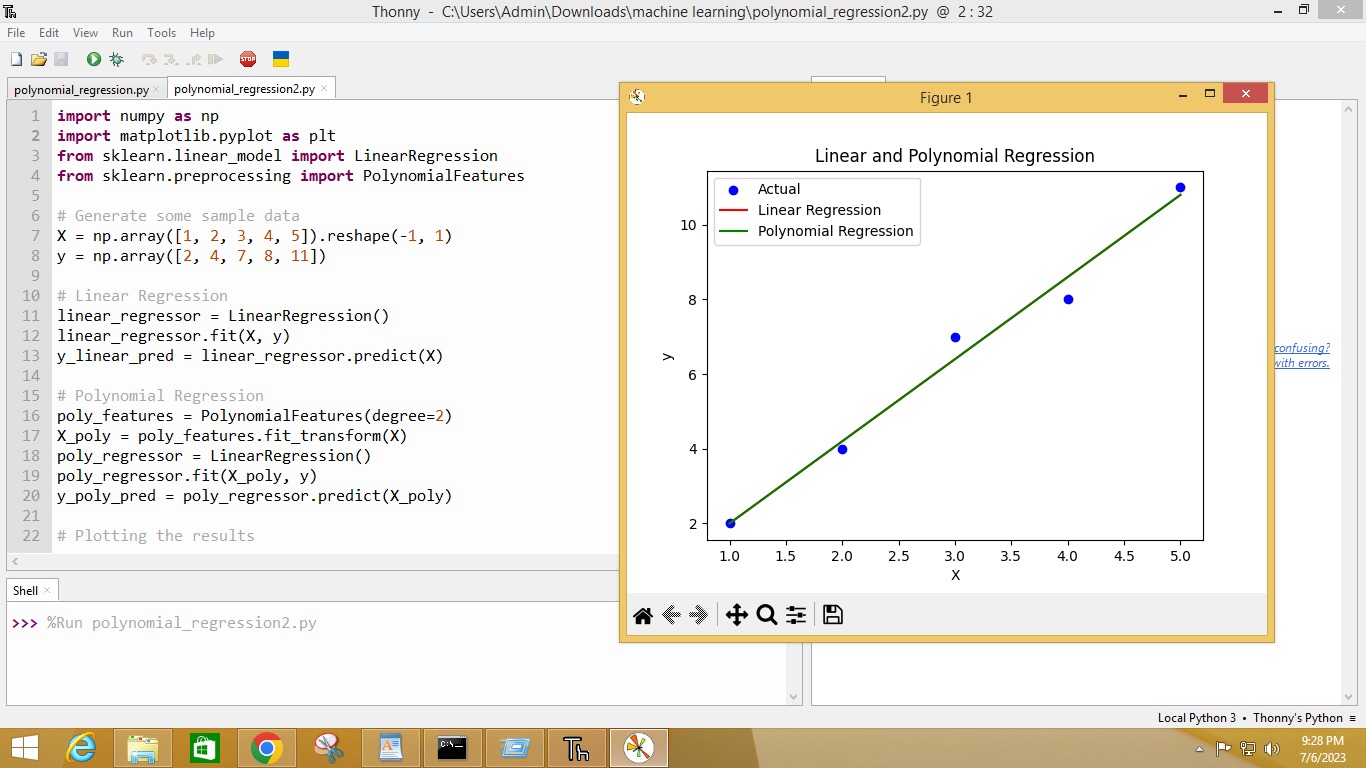 Thonny - C:\Users\Admin\Downloads\machine learning\polynomial_regression2.py @ 2 : 32
File Edit View Run Tools Help
STOP
polynomial_regression.py × polynomial_regression2.py ×
1 import numpy as np
2 import matplotlib.pyplot as plt
3 from sklearn.linear_model import LinearRegression
4 from sklearn.preprocessing import PolynomialFeatures
5
6 # Generate some sample data
7 X = np.array([1, 2, 3, 4, 5]).reshape(-1, 1)
8 y = np.array([2, 4, 7, 8, 11])
9
10 # Linear Regression
11 linear_regressor = LinearRegression()
12 linear_regressor.fit(X, y)
13 y_linear_pred = linear_regressor.predict(X)
14
15 # Polynomial Regression
16 poly_features = PolynomialFeatures(degree=2)
17 X_poly = poly_features.fit_transform(X)
18 poly_regressor = LinearRegression()
19 poly_regressor.fit(X_poly, y)
20 y_poly_pred = poly_regressor.predict(X_poly)
21
22 # Plotting the results
Shell ×
>>> %Run polynomial_regression2.py
Figure 1
Linear and Polynomial Regression
Actual
Linear Regression
Polynomial Regression
10
8
6
4
2
y
1.0 1.5 2.0 2.5 3.0 3.5 4.0 4.5 5.0
X
confusing?
with errors.
Local Python 3 • Thonny's Python ≡
9:28 PM
7/6/2023